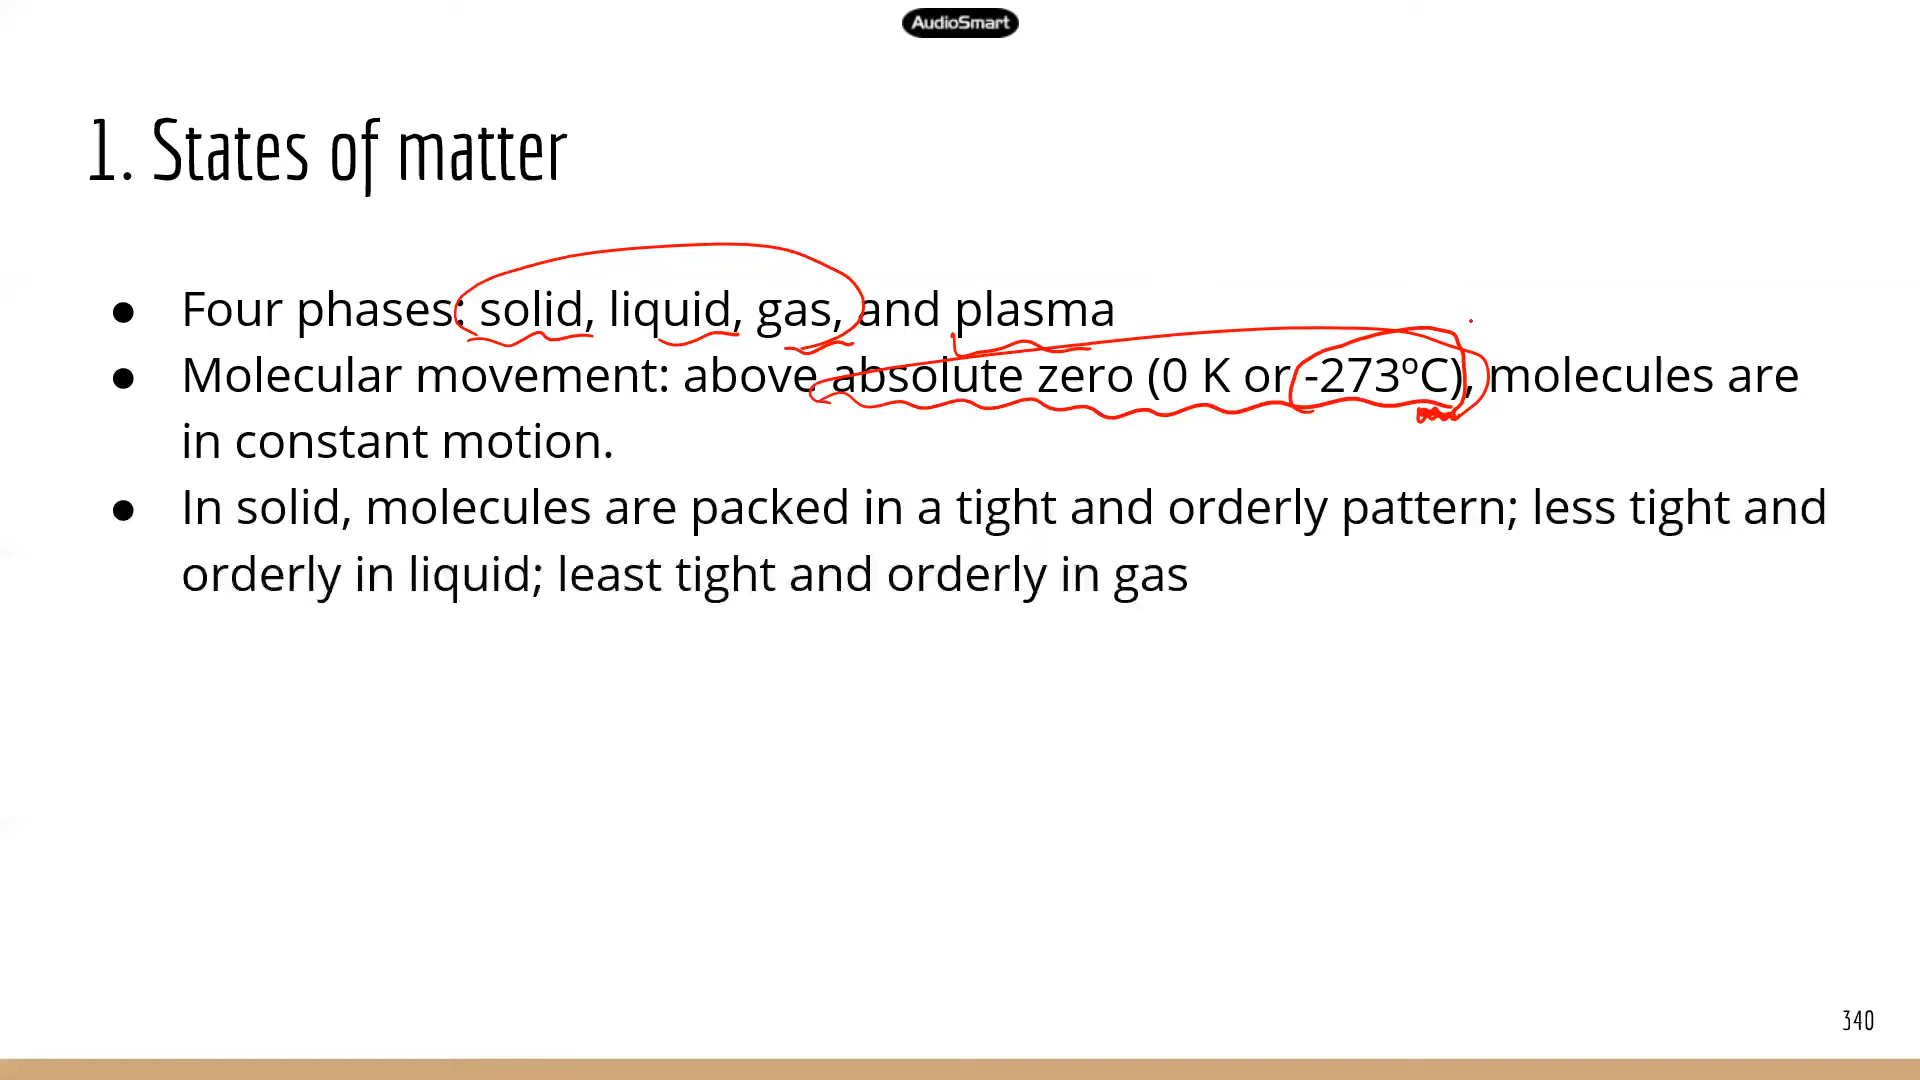 AudioSmart
1. States of matter
● Four phases: solid, liquid, gas, and plasma
● Molecular movement: above absolute zero (0 K or -273ºC), molecules are
in constant motion.
● In solid, molecules are packed in a tight and orderly pattern; less tight and
orderly in liquid; least tight and orderly in gas
340